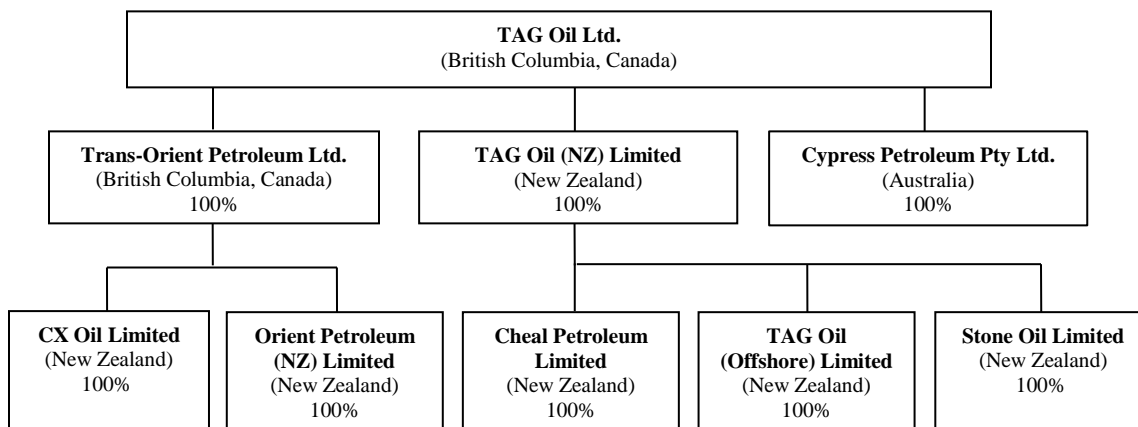 TAG Oil Ltd.
(British Columbia, Canada)
Trans-Orient Petroleum Ltd.
(British Columbia, Canada)
100%
TAG Oil (NZ) Limited
(New Zealand)
100%
Cypress Petroleum Pty Ltd.
(Australia)
100%
CX Oil Limited
(New Zealand)
100%
Orient Petroleum
(NZ) Limited
(New Zealand)
100%
Cheal Petroleum
Limited
(New Zealand)
100%
TAG Oil
(Offshore) Limited
(New Zealand)
100%
Stone Oil Limited
(New Zealand)
100%